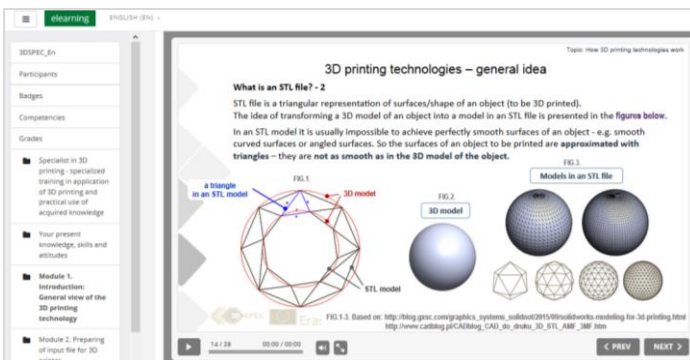 elearning
ENGLISH (EN)
3DSPEC_En
Participants
Badges
Competencies
Grades
Specialist in 3D
printing - specialized
training in application
of 3D printing and
practical use of
acquired knowledge
Your present
knowledge, skills and
attitudes
Module 1.
Introduction:
General view of the
3D printing
technology
Module 2. Preparing
of input file for 3D
Topic: How 3D printing technologies work
3D printing technologies – general idea
What is an STL file? - 2
STL file is a triangular representation of surfaces/shape of an object (to be 3D printed).
The idea of transforming a 3D model of an object into a model in an STL file is presented in the figures below.
In an STL model it is usually impossible to achieve perfectly smooth surfaces of an object - e.g. smooth
curved surfaces or angled surfaces. So the surfaces of an object to be printed are approximated with
triangles – they are not as smooth as in the 3D model of the object.
FIG.1.
a triangle
in an STL model
3D model
STL model
FIG.2.
3D model
FIG.3.
Models in an STL file
FIG.1-3. Based on: http://blog.grsc.com/graphics_systems_solidnot/2015/09/solidworks-modeling-for-3d-printing.html
http://www.cadblog.pl/CADblog_CAD_do_druku_3D_STL_AMF_3MF.htm
14 / 28
00:00 / 00:00
PREV
NEXT